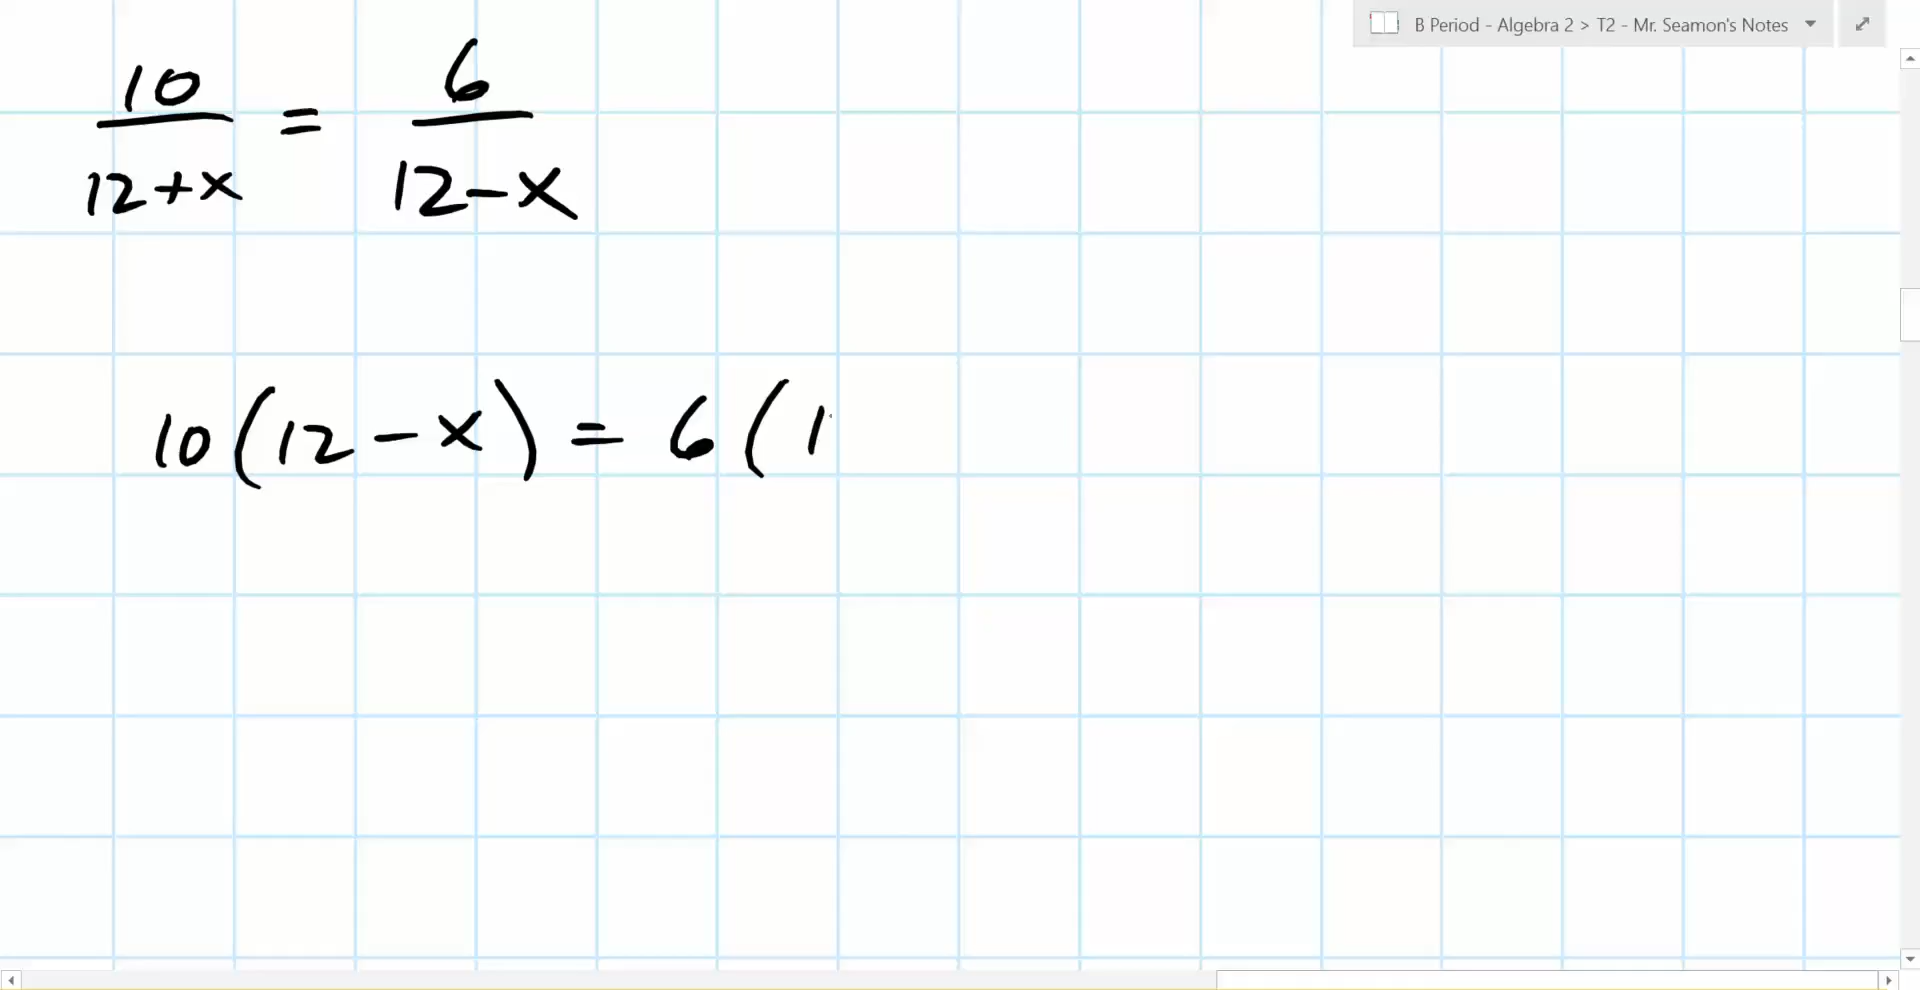 B Period - Algebra 2 > T2 - Mr. Seamon's Notes
10/(12+x) = 6/(12-x)
10(12-x) = 6(1